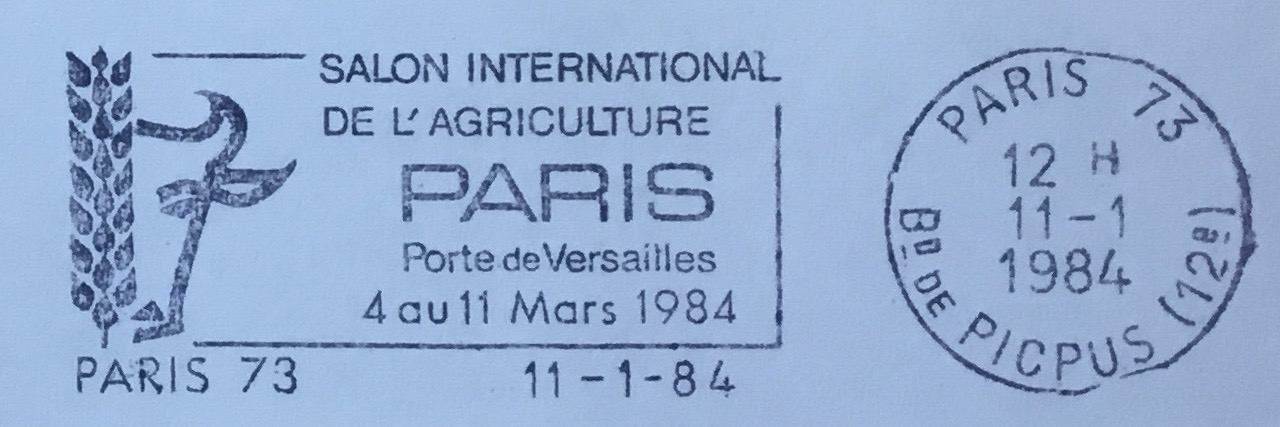 SALON INTERNATIONAL
DE L'AGRICULTURE
PARIS
Porte de Versailles
4 au 11 Mars 1984
PARIS 73 11-1-84
PARIS 73
12 H
11-1
1984
Bᴰ DE PICPUS (12ᵉ)